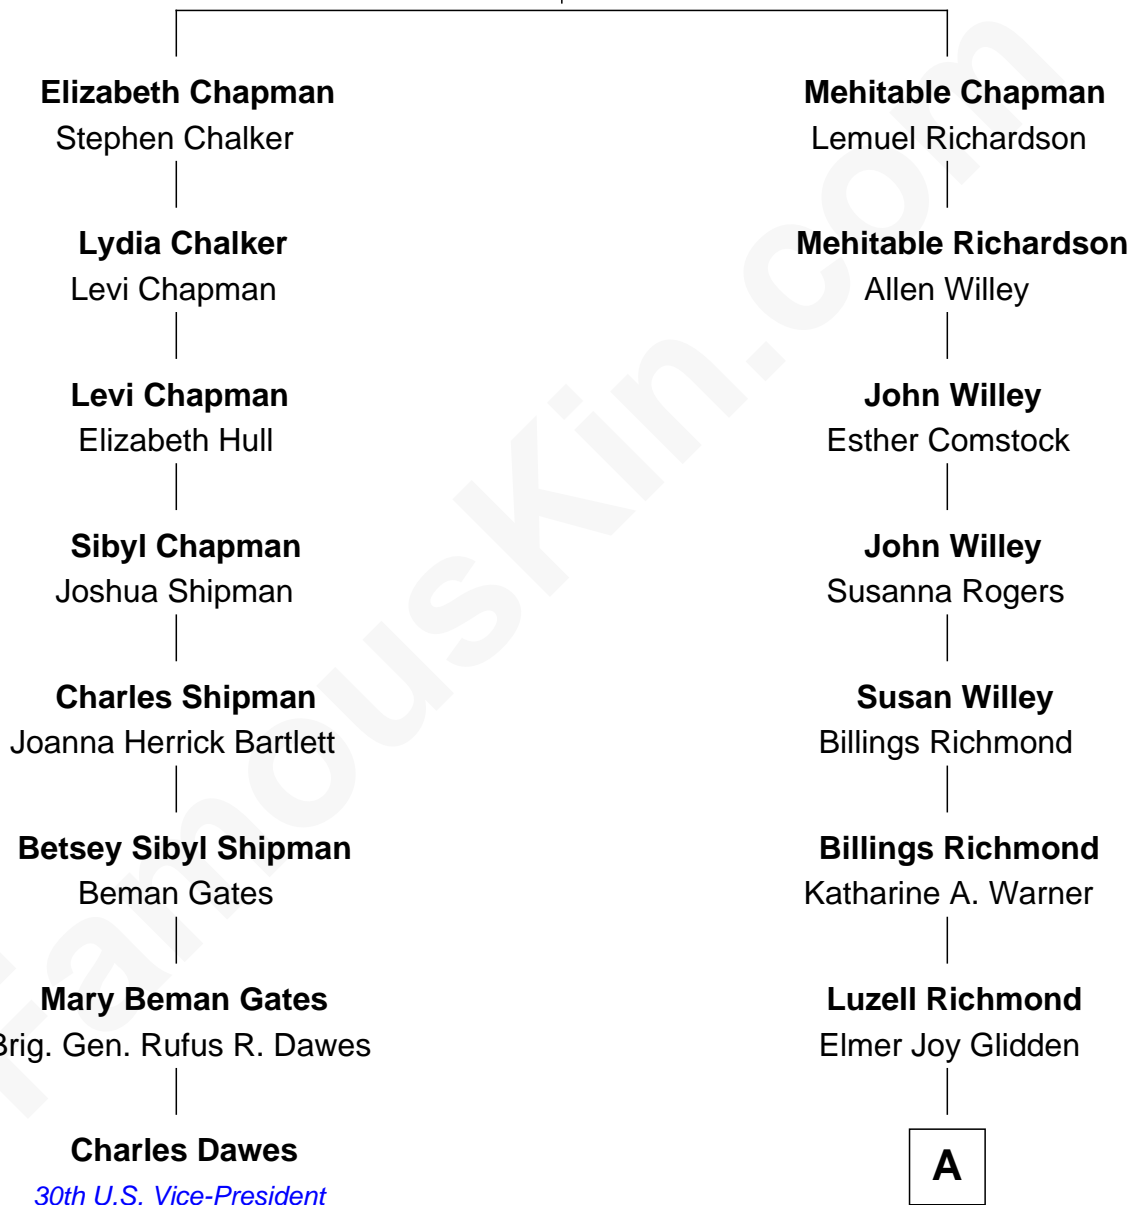 Elizabeth Chapman
Stephen Chalker
Lydia Chalker
Levi Chapman
Levi Chapman
Elizabeth Hull
Sibyl Chapman
Joshua Shipman
Charles Shipman
Joanna Herrick Bartlett
Betsey Sibyl Shipman
Beman Gates
Mary Beman Gates
Brig. Gen. Rufus R. Dawes
Charles Dawes
30th U.S. Vice-President
Mehitable Chapman
Lemuel Richardson
Mehitable Richardson
Allen Willey
John Willey
Esther Comstock
John Willey
Susanna Rogers
Susan Willey
Billings Richmond
Billings Richmond
Katharine A. Warner
Luzell Richmond
Elmer Joy Glidden
A
FamousKin.com